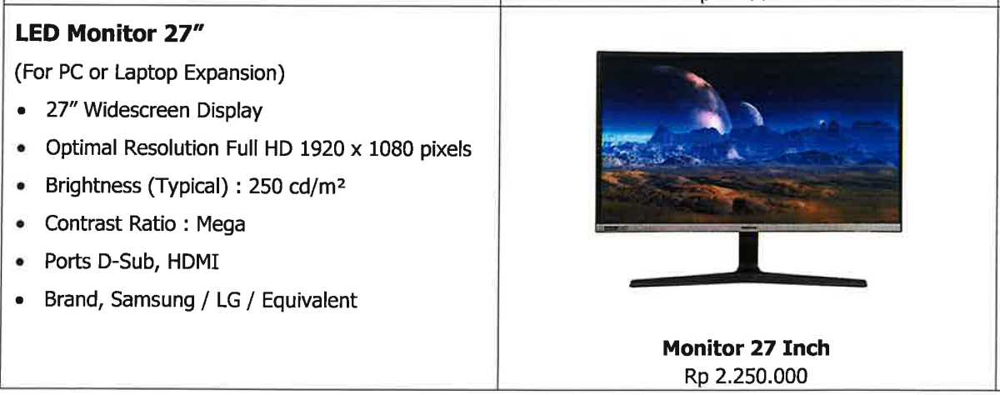 LED Monitor 27"
(For PC or Laptop Expansion)
• 27" Widescreen Display
• Optimal Resolution Full HD 1920 x 1080 pixels
• Brightness (Typical) : 250 cd/m²
• Contrast Ratio : Mega
• Ports D-Sub, HDMI
• Brand, Samsung / LG / Equivalent
Monitor 27 Inch
Rp 2.250.000